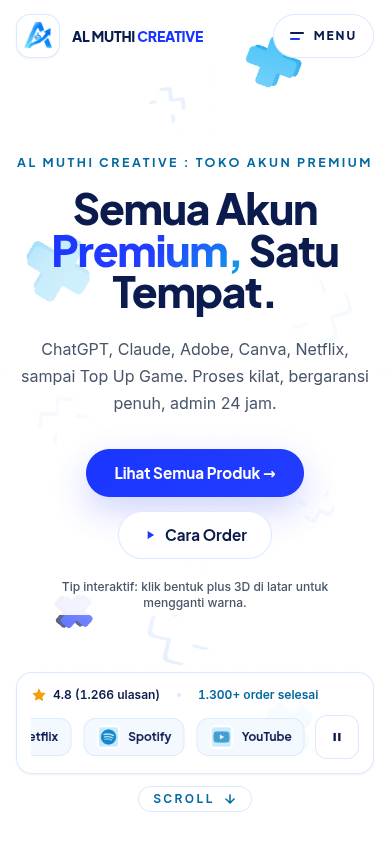 AL MUTHI CREATIVE
MENU
AL MUTHI CREATIVE : TOKO AKUN PREMIUM
Semua Akun
Premium, Satu
Tempat.
ChatGPT, Claude, Adobe, Canva, Netflix,
sampai Top Up Game. Proses kilat, bergaransi
penuh, admin 24 jam.
Lihat Semua Produk →
Cara Order
Tip interaktif: klik bentuk plus 3D di latar untuk
mengganti warna.
4.8 (1.266 ulasan)
1.300+ order selesai
etflix
Spotify
YouTube
SCROLL ↓